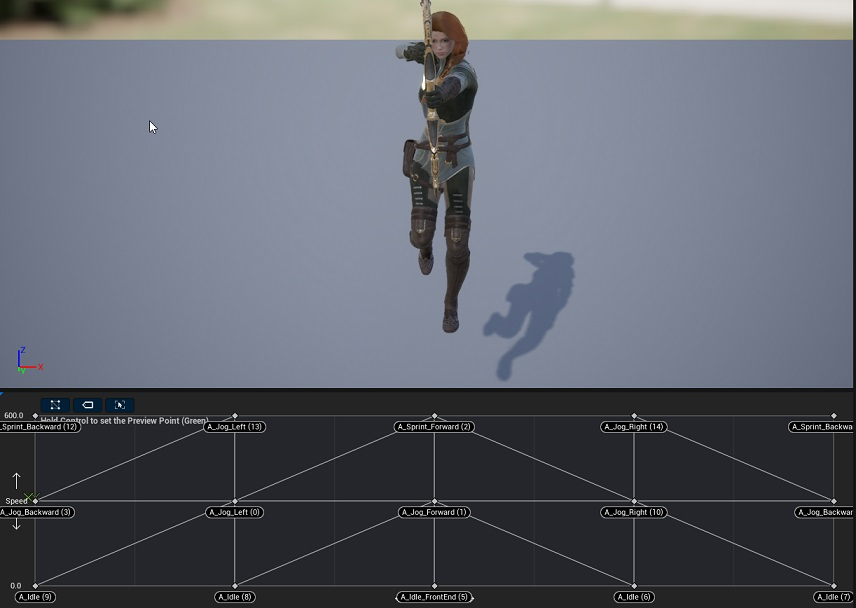 Z
X
Y
600.0
Hold Control to set the Preview Point (Green)
_Sprint_Backward (12)
A_Jog_Left (13)
A_Sprint_Forward (2)
A_Jog_Right (14)
A_Sprint_Backwa
Speed
A_Jog_Backward (3)
A_Jog_Left (0)
A_Jog_Forward (1)
A_Jog_Right (10)
A_Jog_Backwar
0.0
A_Idle (9)
A_Idle (8)
A_Idle_FrontEnd (5)
A_Idle (6)
A_Idle (7)